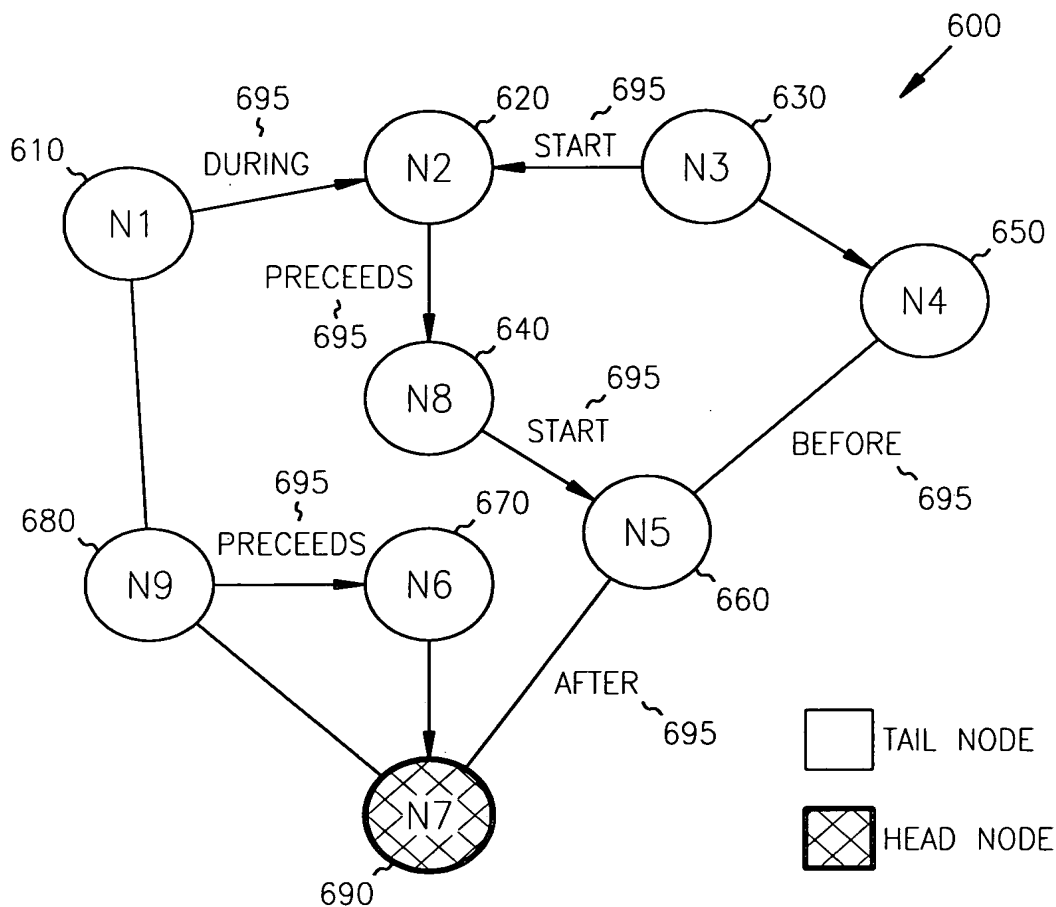 600
695
620
695
630
610
DURING
START
N2
N3
N1
650
PRECEEDS
695
N4
640
695
N8
START
BEFORE
695
695
670
680
PRECEEDS
N5
N9
N6
660
AFTER
695
TAIL NODE
N7
HEAD NODE
690